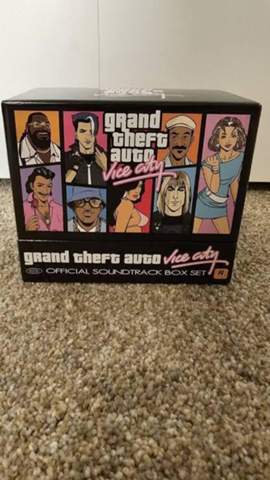 grand
theft
auto
Vice City
grand theft auto Vice City
OFFICIAL SOUNDTRACK BOX SET R